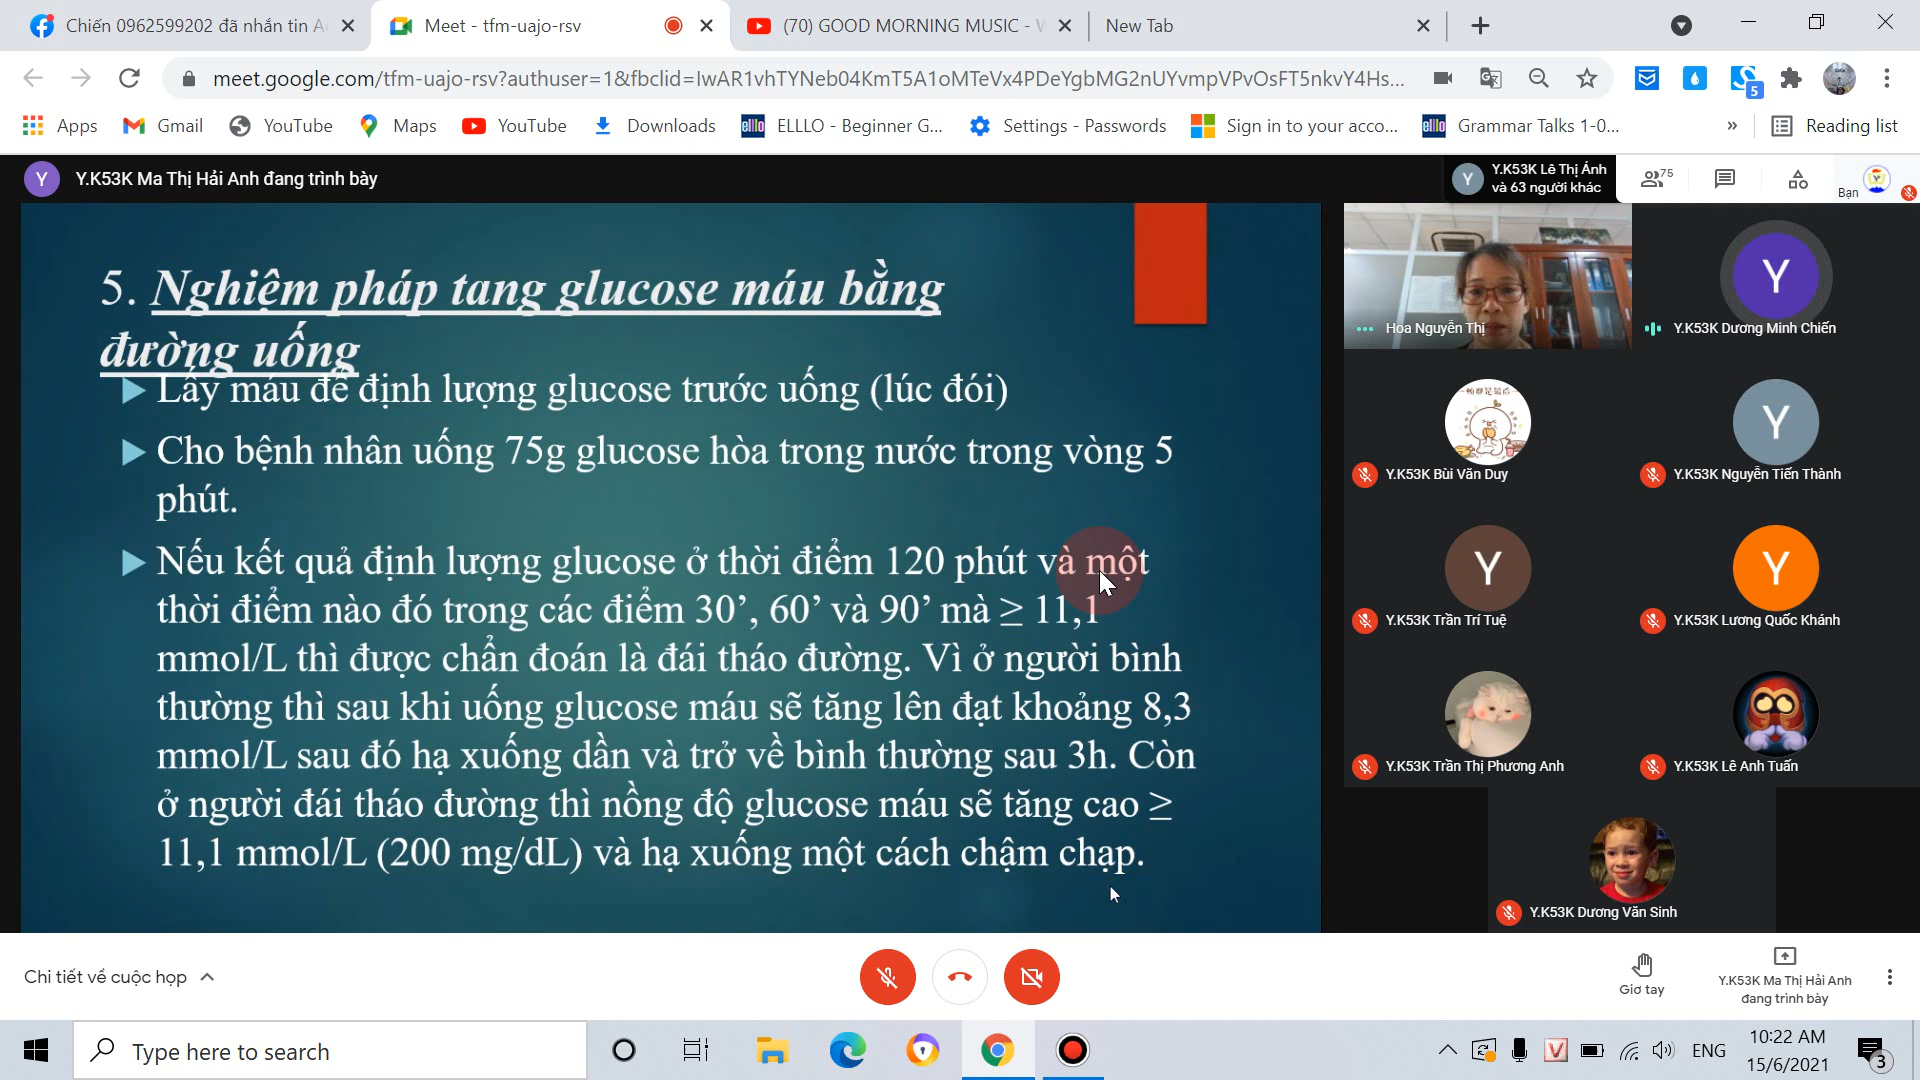 Chiến 0962599202 đã nhắn tin A
Meet - tfm-uajo-rsv
(70) GOOD MORNING MUSIC -
New Tab
meet.google.com/tfm-uajo-rsv?authuser=1&fbclid=IwAR1vhTYNeb04KmT5A1oMTeVx4PDeYgbMG2nUYvmpVPvOsFT5nkvY4Hs...
5
Apps
Gmail
YouTube
Maps
YouTube
Downloads
elllo
ELLLO - Beginner G...
Settings - Passwords
Sign in to your acco...
elllo
Grammar Talks 1-0...
»
Reading list
Y
Y.K53K Ma Thị Hải Anh đang trình bày
Y
Y.K53K Lê Thị Ánh
và 63 người khác
75
Bạn
5. Nghiệm pháp tang glucose máu bằng
đường uống
Lấy máu để định lượng glucose trước uống (lúc đói)
Cho bệnh nhân uống 75g glucose hòa trong nước trong vòng 5
phút.
Nếu kết quả định lượng glucose ở thời điểm 120 phút và một
thời điểm nào đó trong các điểm 30’, 60’ và 90’ mà ≥ 11,1
mmol/L thì được chẩn đoán là đái tháo đường. Vì ở người bình
thường thì sau khi uống glucose máu sẽ tăng lên đạt khoảng 8,3
mmol/L sau đó hạ xuống dần và trở về bình thường sau 3h. Còn
ở người đái tháo đường thì nồng độ glucose máu sẽ tăng cao ≥
11,1 mmol/L (200 mg/dL) và hạ xuống một cách chậm chạp.
Hoa Nguyễn Thị
Y
Y.K53K Dương Minh Chiến
Y.K53K Bùi Văn Duy
Y
Y.K53K Nguyễn Tiến Thành
Y
Y.K53K Trần Trí Tuệ
Y
Y.K53K Lương Quốc Khánh
Y.K53K Trần Thị Phương Anh
Y.K53K Lê Anh Tuấn
Y.K53K Dương Văn Sinh
Chi tiết về cuộc họp
Giơ tay
Y.K53K Ma Thị Hải Anh
đang trình bày
Type here to search
V
ENG
10:22 AM
15/6/2021
3